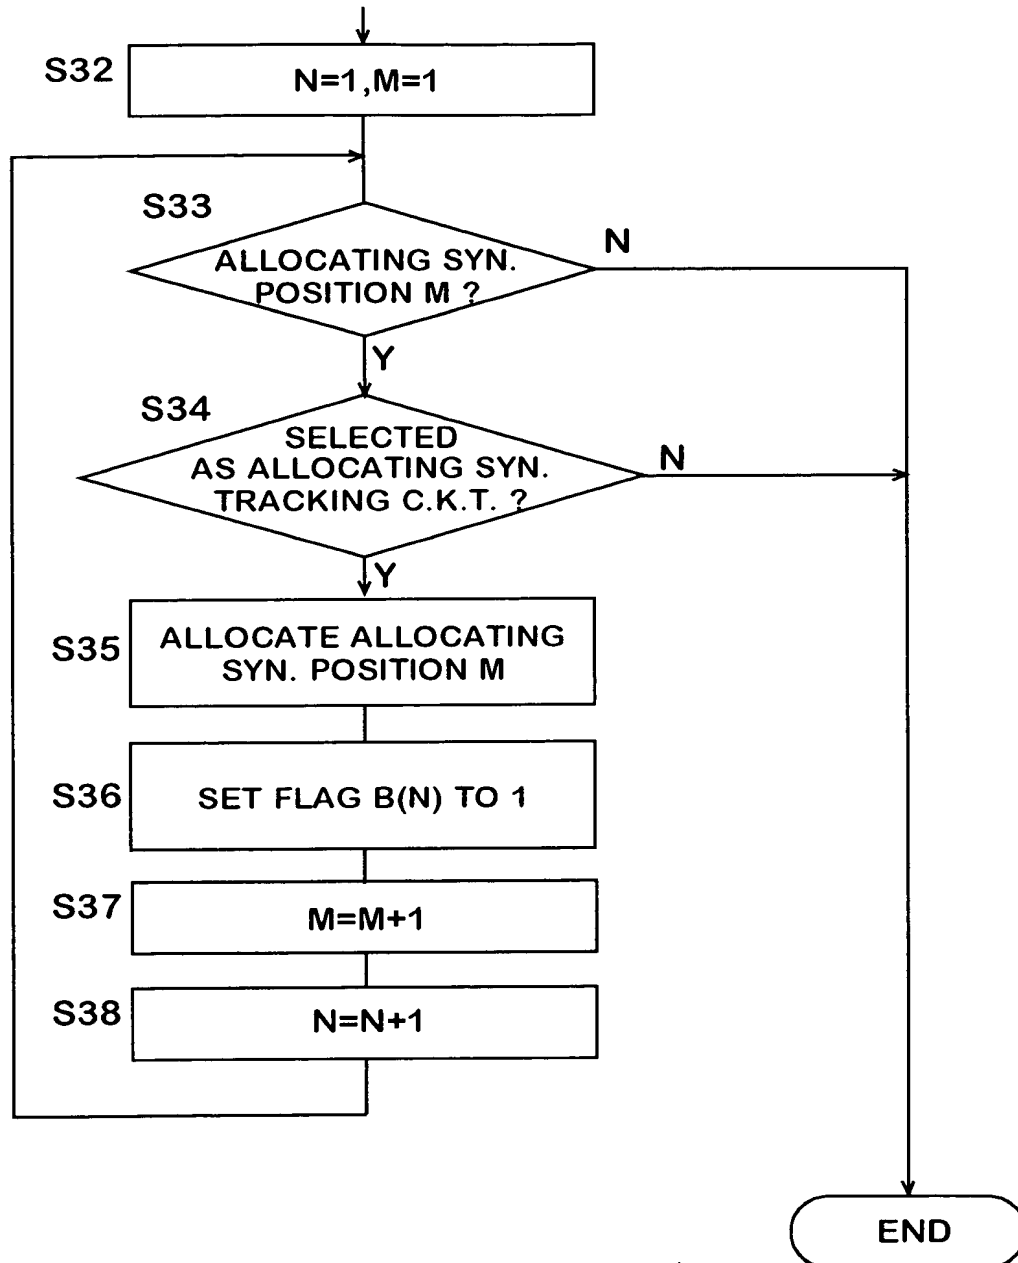 S32
N=1,M=1
S33
ALLOCATING SYN.
POSITION M ?
N
Y
S34
SELECTED
AS ALLOCATING SYN.
TRACKING C.K.T. ?
N
Y
S35
ALLOCATE ALLOCATING
SYN. POSITION M
S36
SET FLAG B(N) TO 1
S37
M=M+1
S38
N=N+1
END